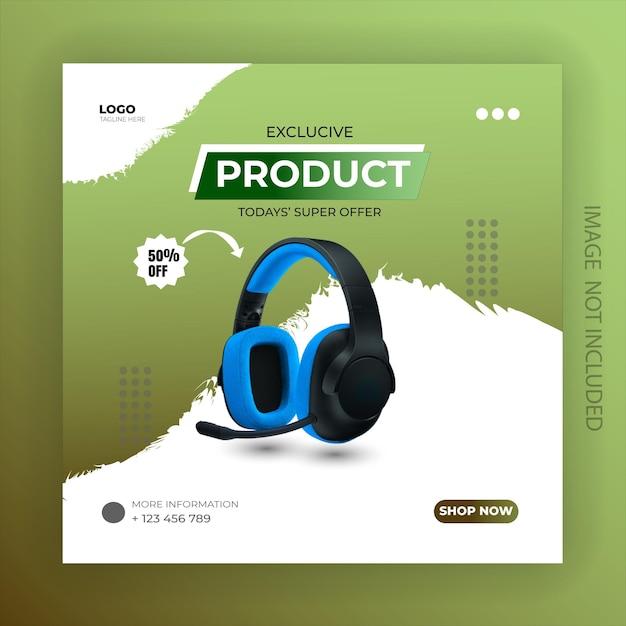 LOGO
TAGLINE HERE
EXCLUCIVE
PRODUCT
TODAYS' SUPER OFFER
50%
OFF
IMAGE NOT INCLUDED
MORE INFORMATION
+ 123 456 789
SHOP NOW